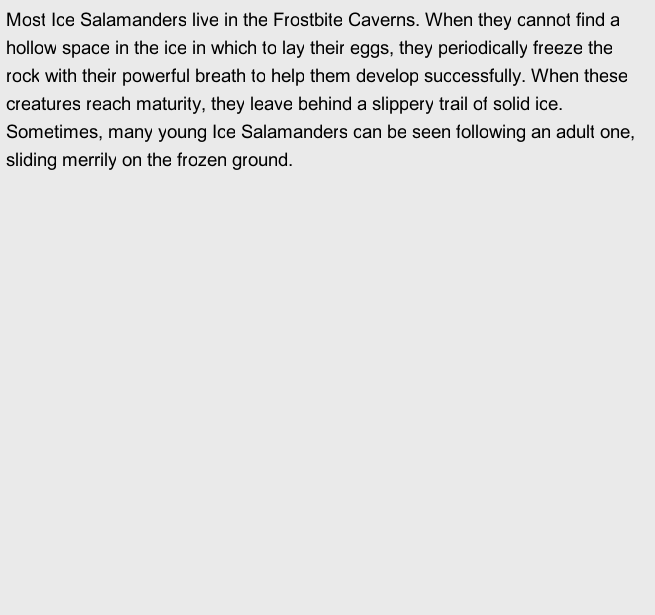 Most Ice Salamanders live in the Frostbite Caverns. When they cannot find a
hollow space in the ice in which to lay their eggs, they periodically freeze the
rock with their powerful breath to help them develop successfully. When these
creatures reach maturity, they leave behind a slippery trail of solid ice.
Sometimes, many young Ice Salamanders can be seen following an adult one,
sliding merrily on the frozen ground.